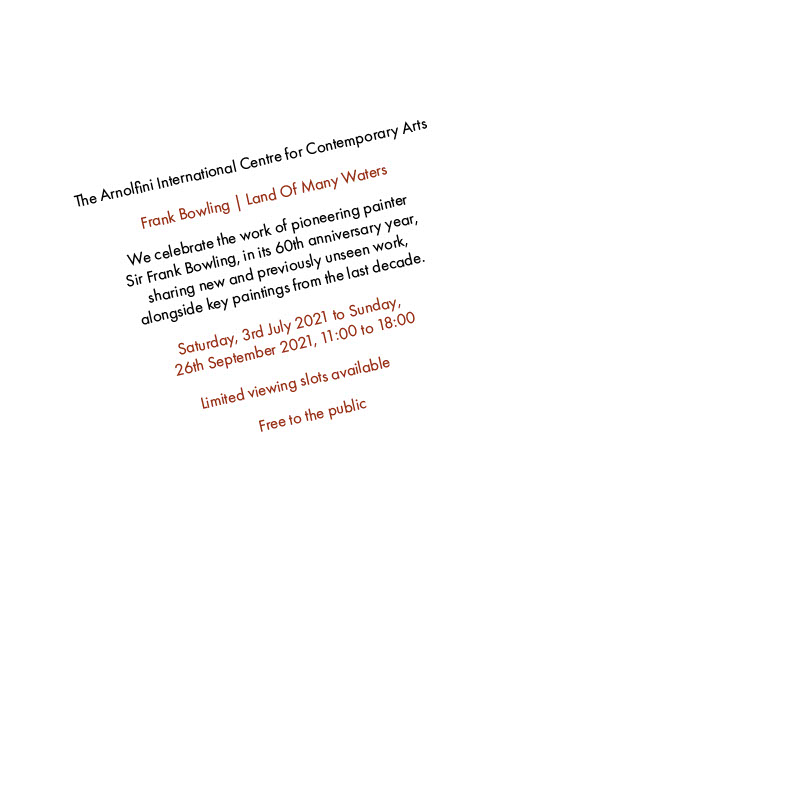 The Arnolfini International Centre for Contemporary Arts
Frank Bowling | Land Of Many Waters
We celebrate the work of pioneering painter
Sir Frank Bowling, in its 60th anniversary year,
sharing new and previously unseen work,
alongside key paintings from the last decade.
Saturday, 3rd July 2021 to Sunday,
26th September 2021, 11:00 to 18:00
Limited viewing slots available
Free to the public